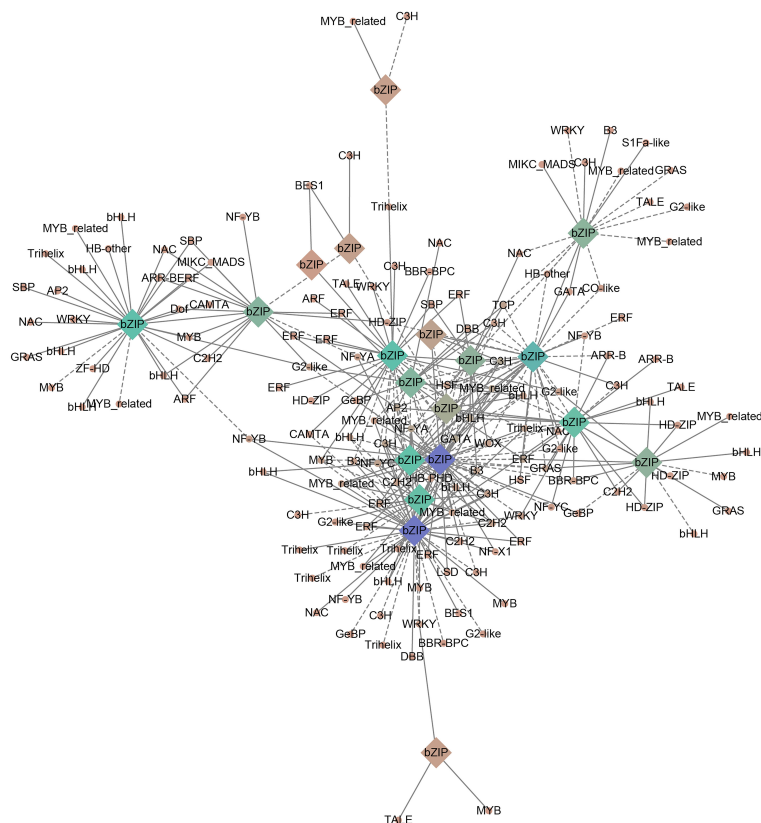 C3H
MYB_related
bZIP
WRKY
B3
S1Fa-like
C3H
BES1
MIKC_MADS
C3H
MYB_related
GRAS
TALE
G2-like
Trihelix
bHLH
NF-YB
MYB_related
bZIP
MYB_related
SBP
NAC
HB-other
bZIP
NAC
NAC
Trihelix
MIKC_MADS
bZIP
C3H
bHLH
BBR-BPC
HB-other
ARR-B
ERF
TALE
WRKY
SBP
AP2
CO-like
GATA
ERF
ARF
SBP
TCP
CAMTA
Dof
bZIP
ERF
NAC
WRKY
bZIP
HD-ZIP
C3H
ERF
DBB
bZIP
NF-YB
MYB
ERF
ERF
GRAS
bHLH
NF-YA
bZIP
bZIP
bZIP
ARR-B
ARR-B
C2H2
C3H
ZF-HD
G2-like
bHLH
bZIP
HSF
C3H
MYB
ERF
MYB_related
TALE
G2-like
bHLH
ARF
HD-ZIP
GeBP
bHLH
bHLH
MYB_related
AP2
bZIP
bHLH
MYB_related
MYB_related
bZIP
HD-ZIP
NF-YA
Trihelix
CAMTA
bHLH
NAC
NF-YB
C3H
GATA
WOX
G2-like
bHLH
MYB
B3
NF-YC
bZIP
bZIP
ERF
bZIP
bHLH
B3
GRAS
HD-ZIP
MYB
HB-PHD
HSF
BBR-BPC
MYB_related
C2H2
bHLH
C3H
C2H2
bZIP
ERF
NF-YC
HD-ZIP
GRAS
C3H
MYB_related
WRKY
GeBP
G2-like
ERF
bZIP
C2H2
bHLH
C2H2
ERF
Trihelix
Trihelix
Trihelix
ERF
NF-X1
MYB_related
LSD
C3H
Trihelix
bHLH
MYB
NF-YB
MYB
NAC
C3H
BES1
WRKY
GeBP
G2-like
Trihelix
BBR-BPC
DBB
bZIP
MYB
TALE